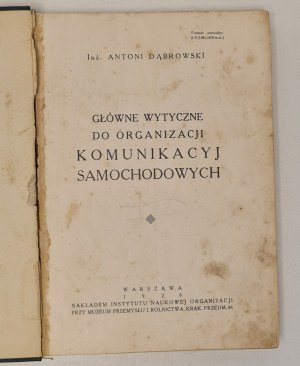 Inż. ANTONI DĄBROWSKI
GŁÓWNE WYTYCZNE
DO ORGANIZACJI
KOMUNIKACYJ
SAMOCHODOWYCH
WARSZAWA
1926
NAKŁADEM INSTYTUTU NAUKOWEJ ORGANIZACJI
PRZY MUZEUM PRZEMYSŁU I ROLNICTWA, KRAK. PRZEDM. 66